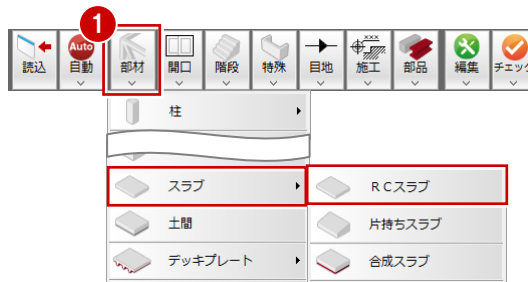 1
読込 Auto 自動 部材 開口 階段 特殊 目地 ××× 施工 部品 編集 チェック
柱
スラブ RCスラブ
土間 片持ちスラブ
デッキプレート 合成スラブ